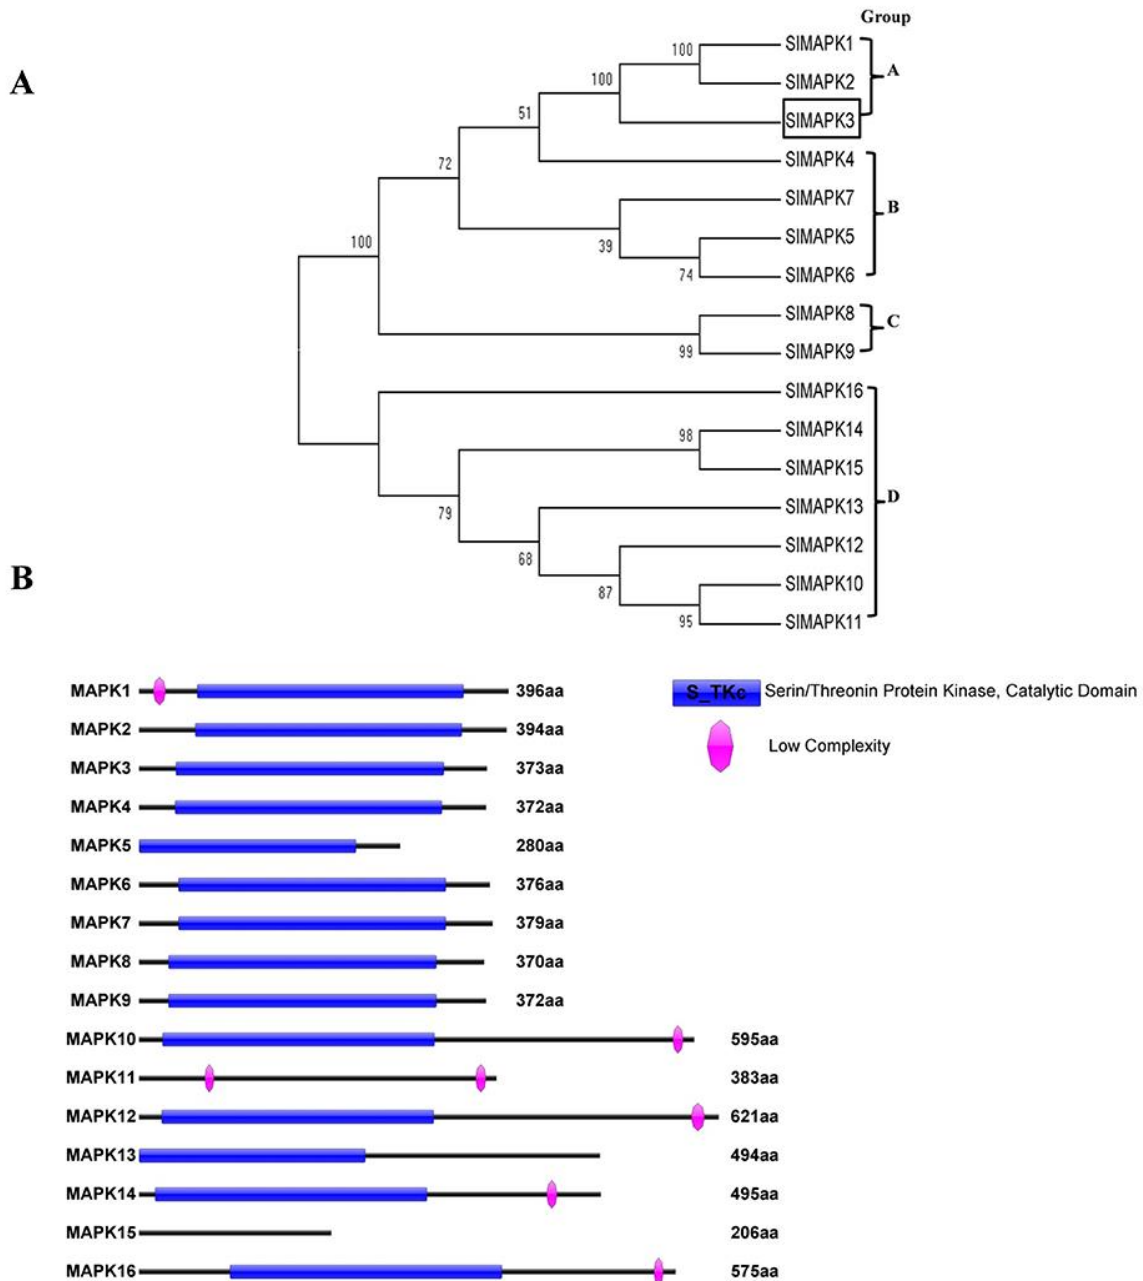 Group
A
100
SlMAPK1
SlMAPK2
A
100
SlMAPK3
51
SlMAPK4
72
SlMAPK7
B
39
SlMAPK5
74
SlMAPK6
100
SlMAPK8
C
99
SlMAPK9
SlMAPK16
98
SlMAPK14
SlMAPK15
D
79
SlMAPK13
68
SlMAPK12
87
SlMAPK10
95
SlMAPK11
B
MAPK1 396aa
MAPK2 394aa
MAPK3 373aa
MAPK4 372aa
MAPK5 280aa
MAPK6 376aa
MAPK7 379aa
MAPK8 370aa
MAPK9 372aa
MAPK10 595aa
MAPK11 383aa
MAPK12 621aa
MAPK13 494aa
MAPK14 495aa
MAPK15 206aa
MAPK16 575aa
S_TKc Serin/Threonin Protein Kinase, Catalytic Domain
Low Complexity